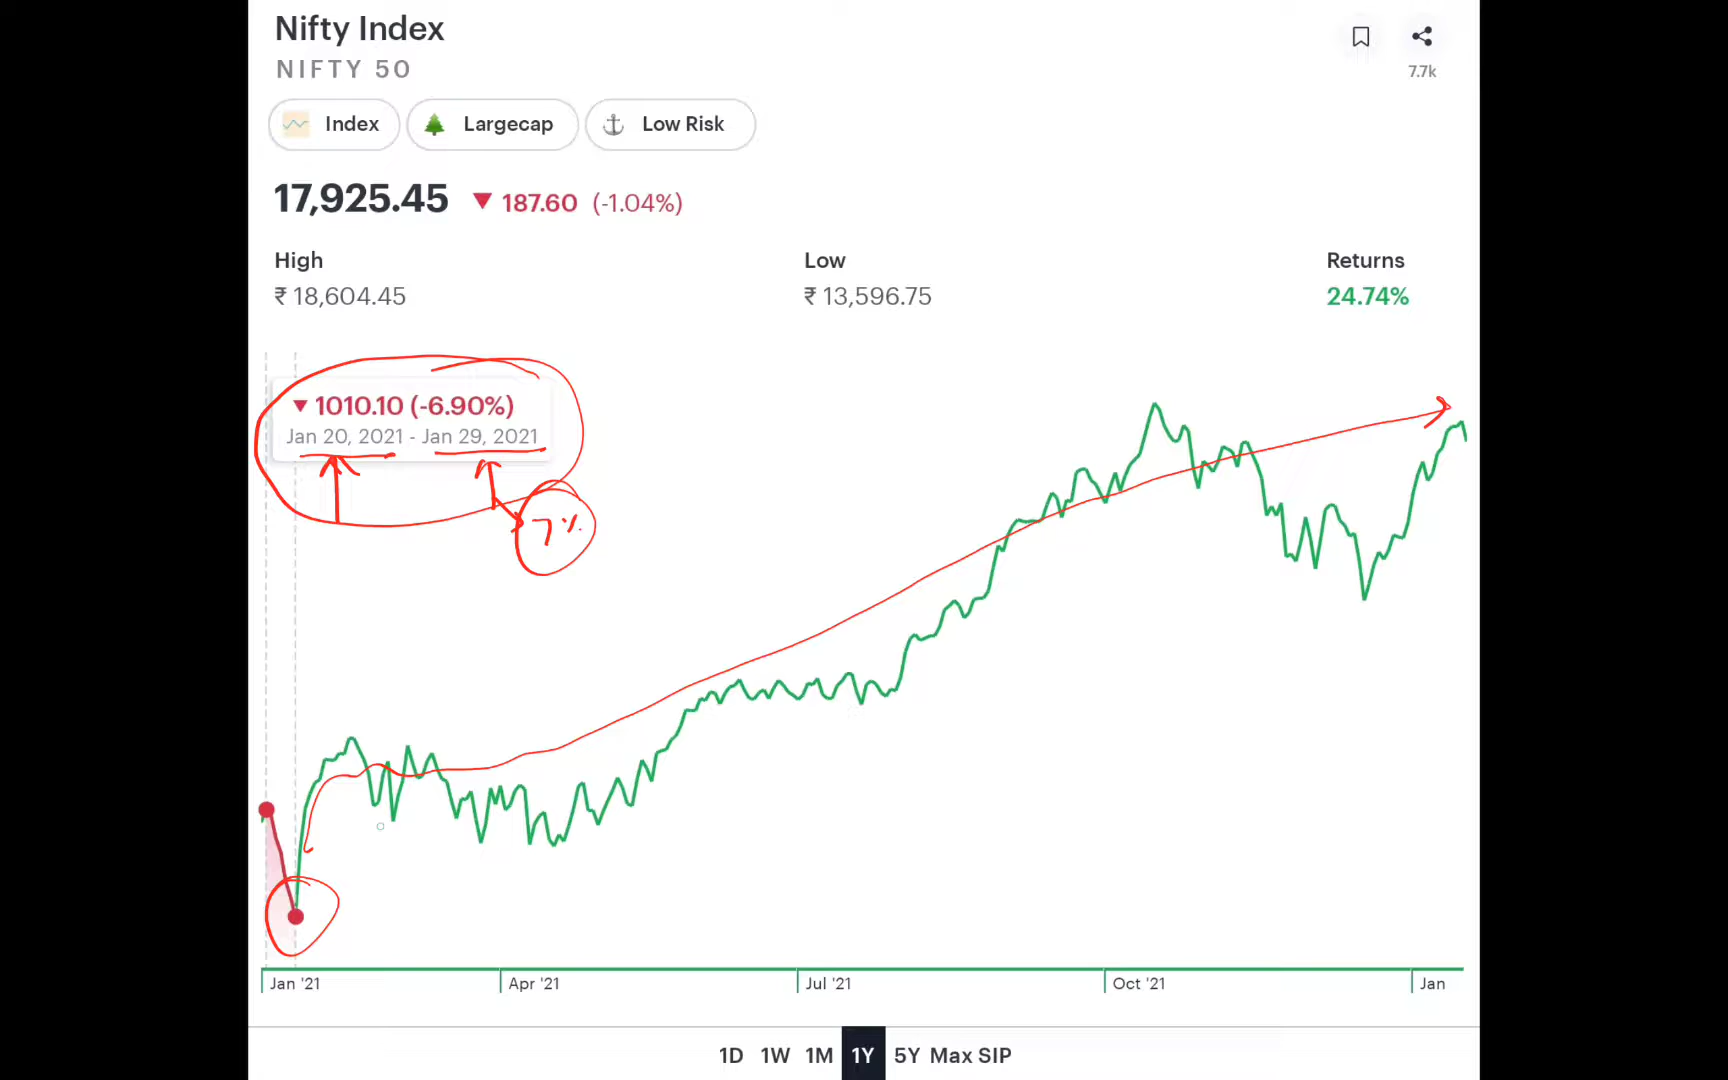 Nifty Index
NIFTY 50
7.7k
Index Largecap Low Risk
17,925.45 ▼ 187.60 (-1.04%)
High Low Returns
₹ 18,604.45 ₹ 13,596.75 24.74%
▼ 1010.10 (-6.90%)
Jan 20, 2021 - Jan 29, 2021
7%
Jan '21 Apr '21 Jul '21 Oct '21 Jan
1D 1W 1M 1Y 5Y Max SIP